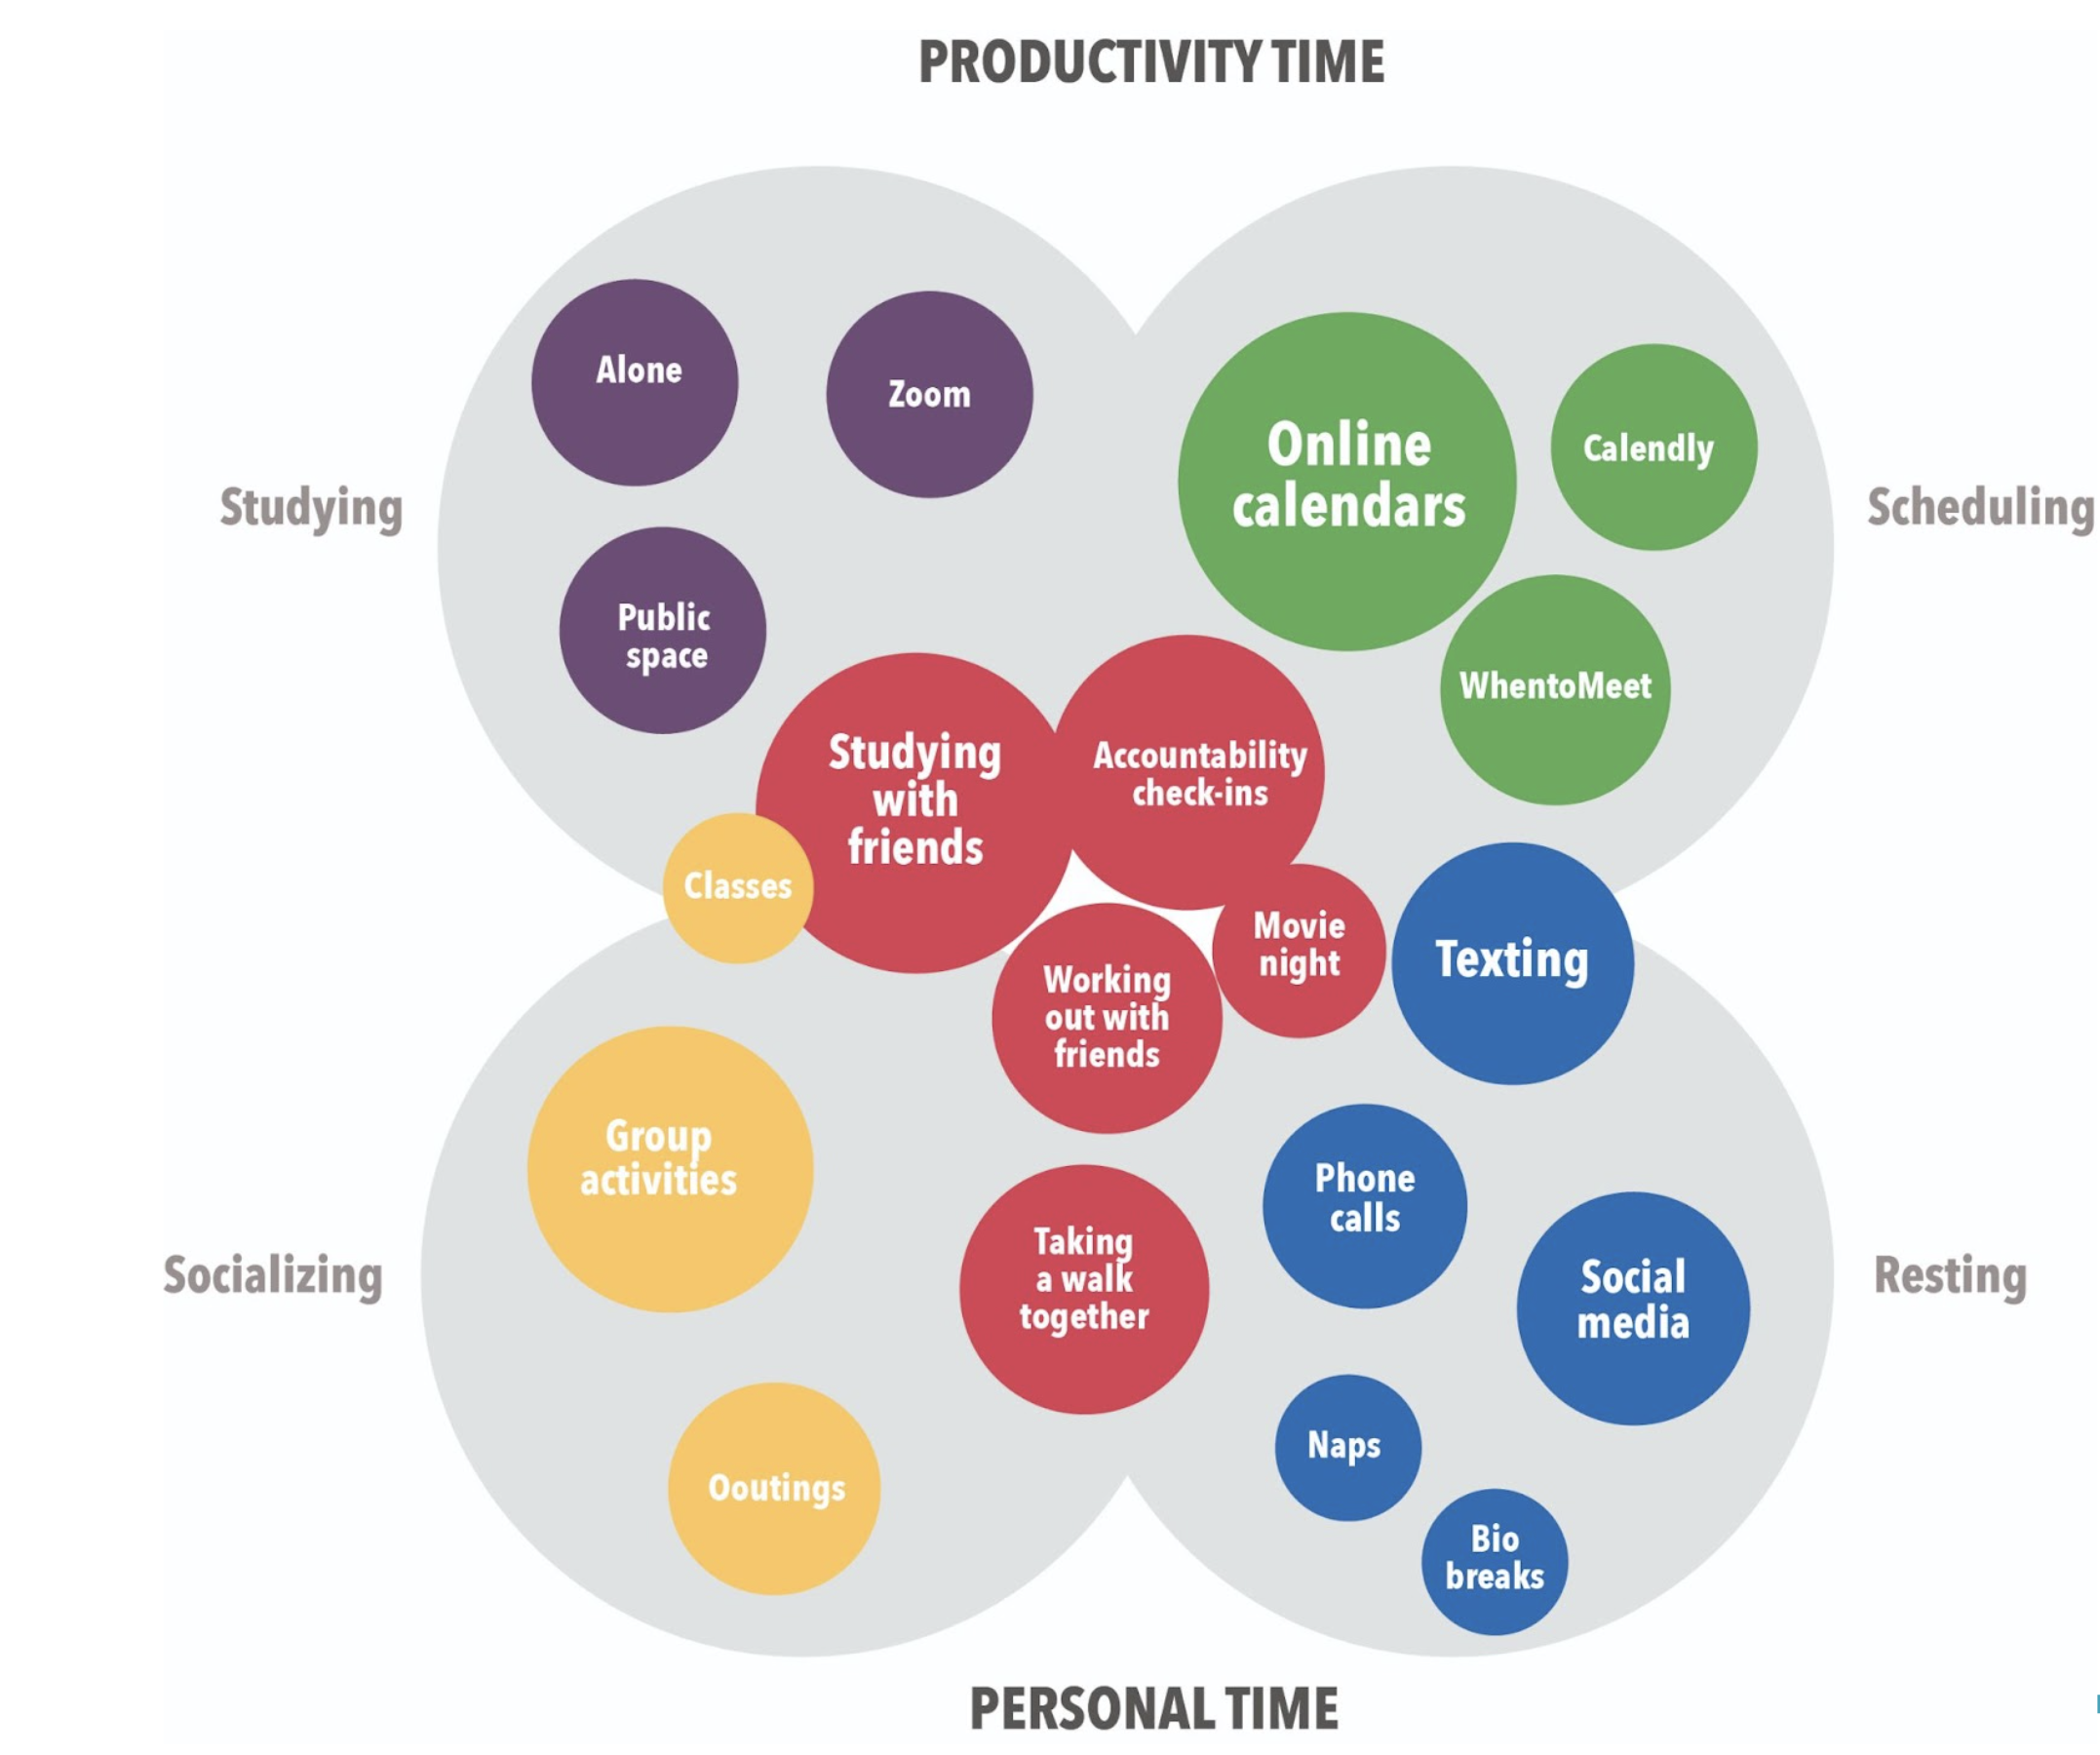 PRODUCTIVITY TIME
Alone
Zoom
Online
calendars
Calendly
Studying
Scheduling
Public
space
WhentoMeet
Studying
with
friends
Accountability
check-ins
Classes
Movie
night
Texting
Working
out with
friends
Group
activities
Phone
calls
Taking
a walk
together
Social
media
Socializing
Resting
Naps
Ooutings
Bio
breaks
PERSONAL TIME